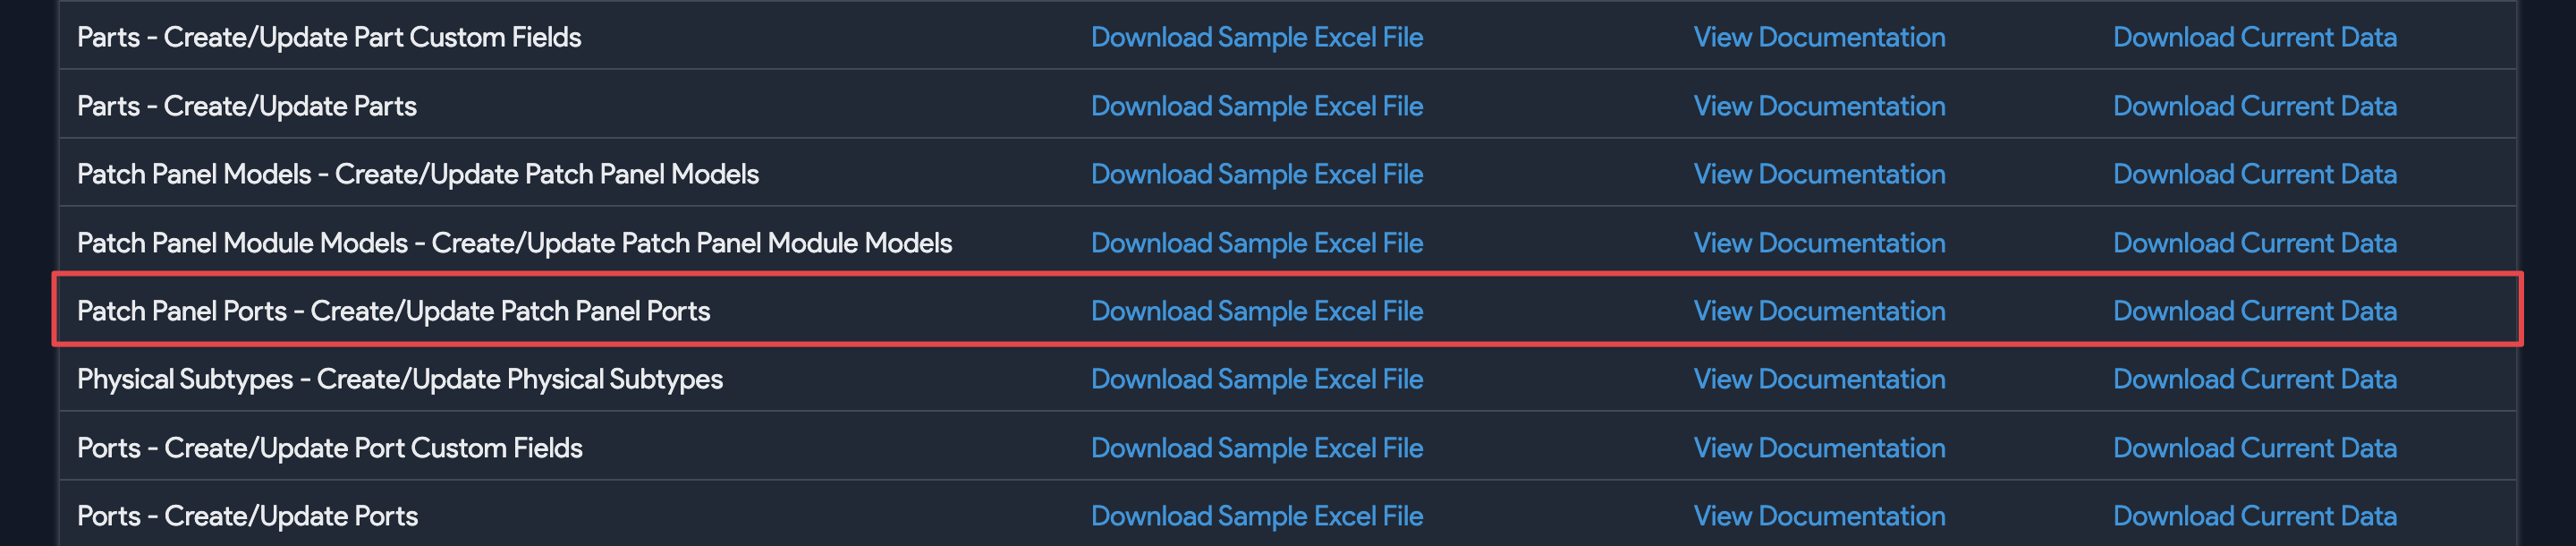 Parts - Create/Update Part Custom Fields Download Sample Excel File View Documentation Download Current Data
Parts - Create/Update Parts Download Sample Excel File View Documentation Download Current Data
Patch Panel Models - Create/Update Patch Panel Models Download Sample Excel File View Documentation Download Current Data
Patch Panel Module Models - Create/Update Patch Panel Module Models Download Sample Excel File View Documentation Download Current Data
Patch Panel Ports - Create/Update Patch Panel Ports Download Sample Excel File View Documentation Download Current Data
Physical Subtypes - Create/Update Physical Subtypes Download Sample Excel File View Documentation Download Current Data
Ports - Create/Update Port Custom Fields Download Sample Excel File View Documentation Download Current Data
Ports - Create/Update Ports Download Sample Excel File View Documentation Download Current Data